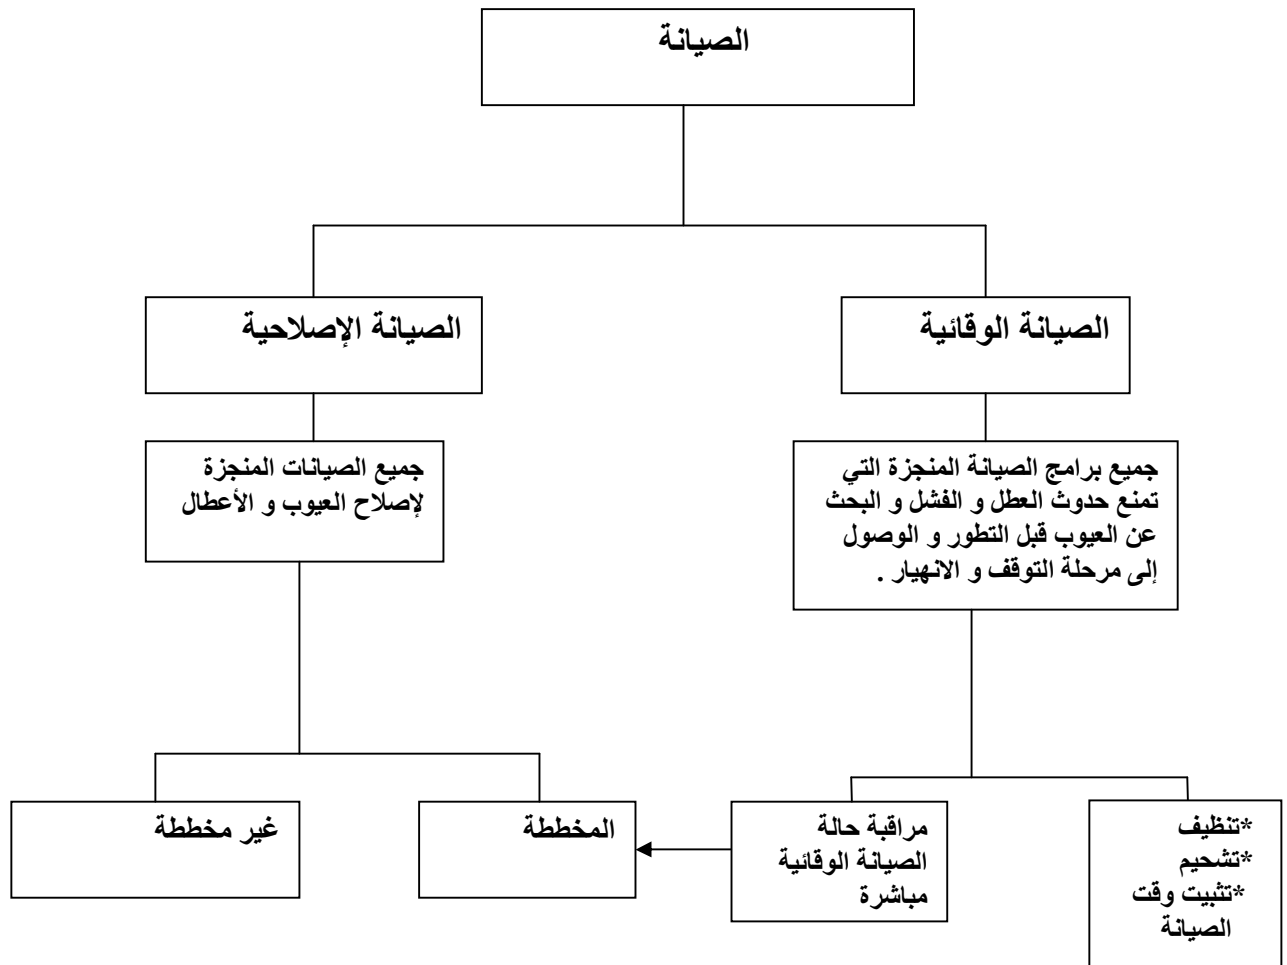 الصيانة
الصيانة الوقائية
الصيانة الإصلاحية
جميع برامج الصيانة المنجزة التي
تمنع حدوث العطل و الفشل و البحث
عن العيوب قبل التطور و الوصول
إلى مرحلة التوقف و الانهيار .
جميع الصيانات المنجزة
لإصلاح العيوب و الأعطال
*تنظيف
*تشحيم
*تثبيت وقت
الصيانة
مراقبة حالة
الصيانة الوقائية
مباشرة
المخططة
غير مخططة